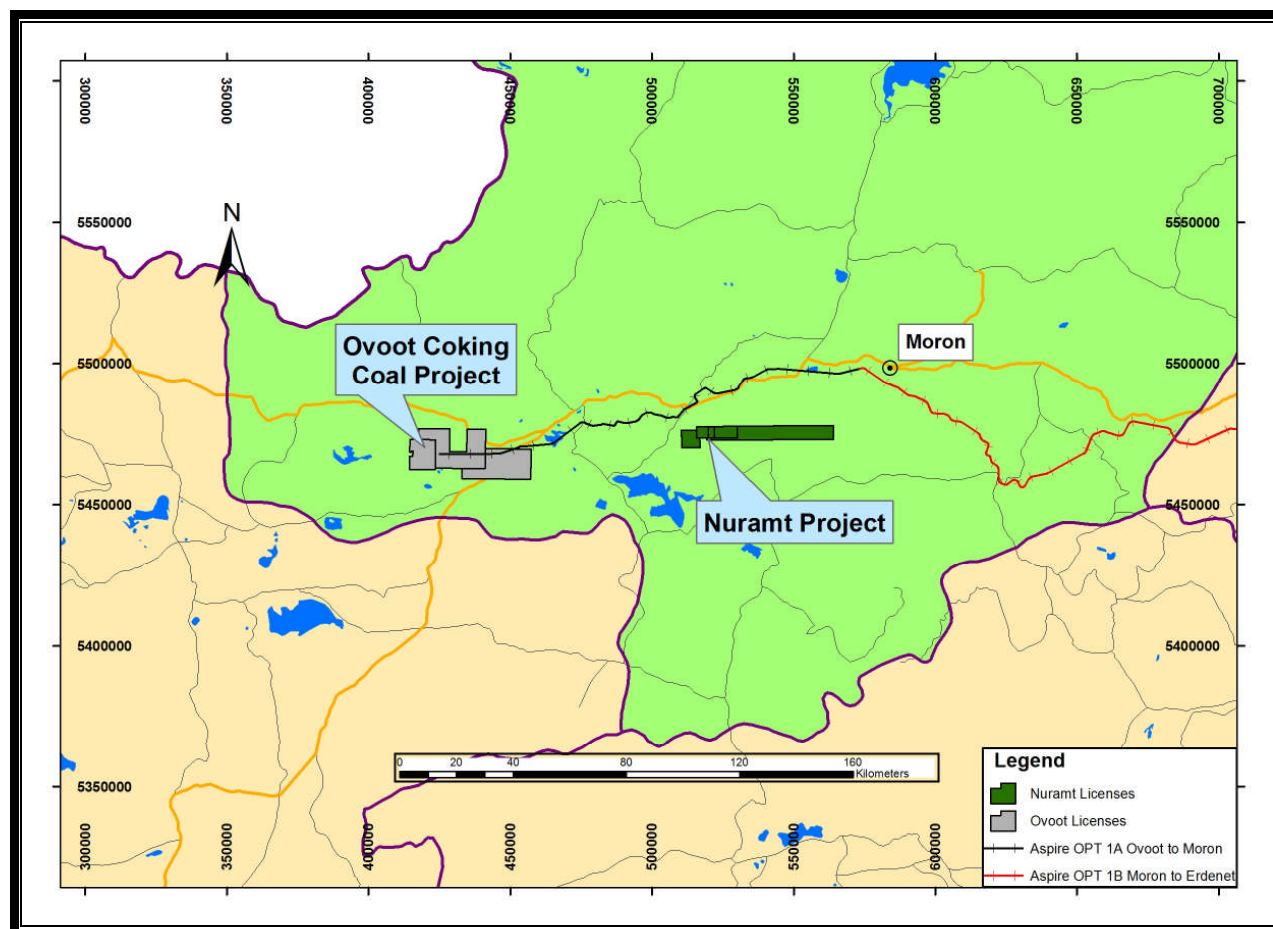 300000
350000
400000
450000
500000
550000
600000
650000
700000
5550000
5550000
N
Ovoot Coking
Coal Project
Moron
5500000
5500000
Nuramt Project
5450000
5450000
5400000
5400000
0 20 40 80 120 160
Kilometers
5350000
Legend
Nuramt Licenses
Ovoot Licenses
Aspire OPT 1A Ovoot to Moron
Aspire OPT 1B Moron to Erdenet
300000
350000
400000
450000
500000
550000
600000